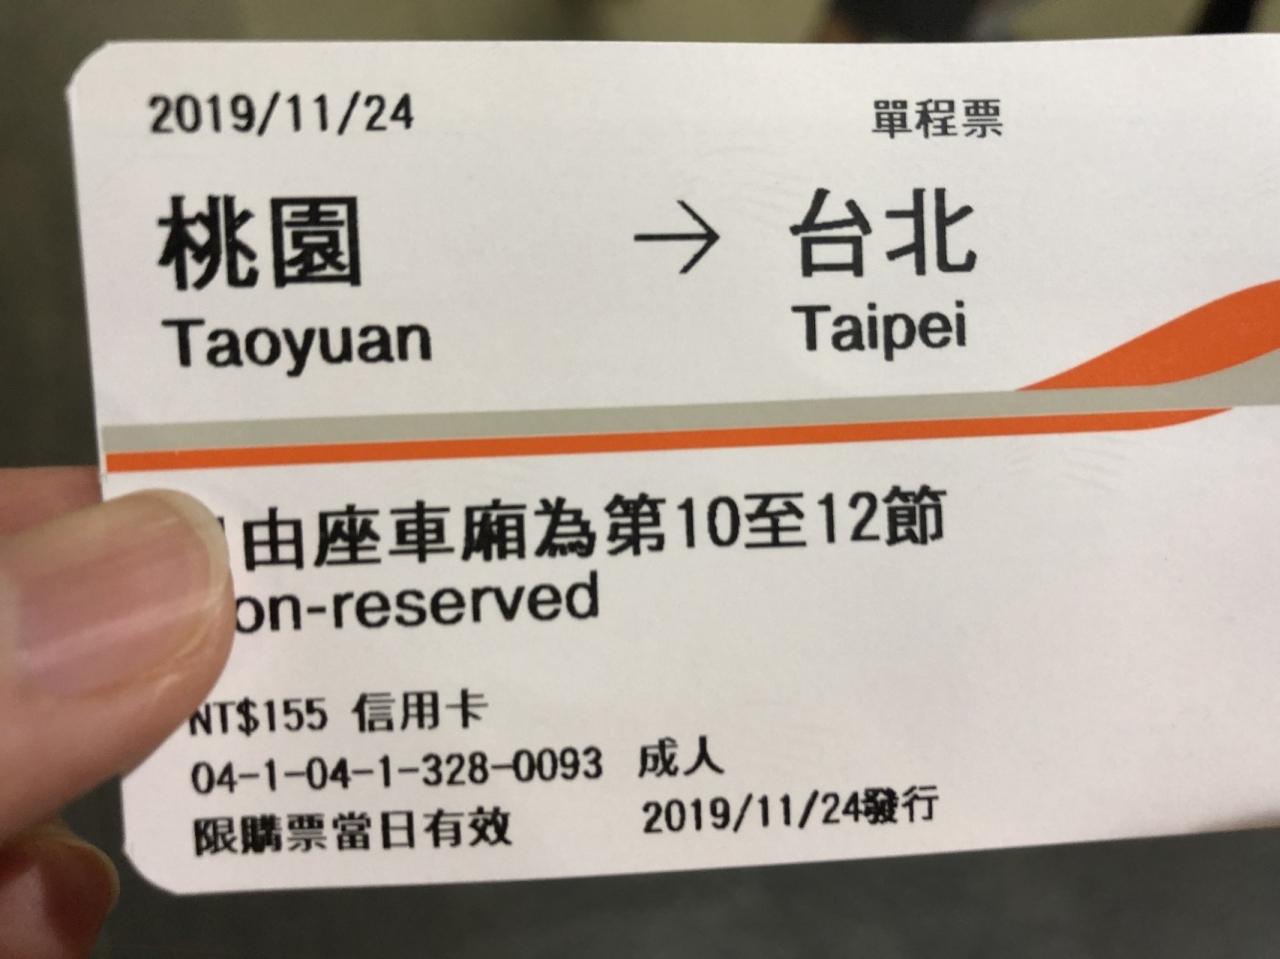 2019/11/24 單程票
桃園 → 台北
Taoyuan Taipei
由座車廂為第10至12節
on-reserved
NT$155 信用卡
04-1-04-1-328-0093 成人
限購票當日有效 2019/11/24發行